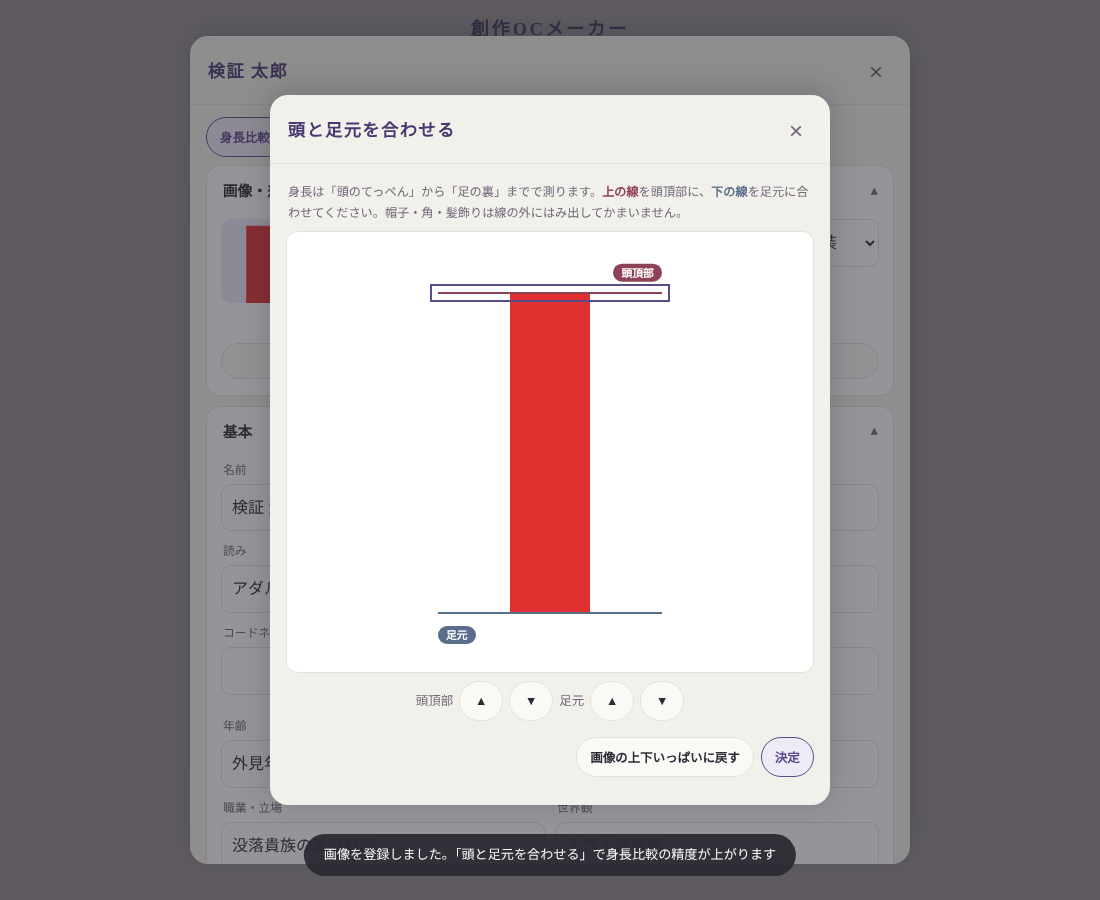 創作OCメーカー
検証 太郎
✕
身長比較
画像・
▲
頭と足元を合わせる
✕
身長は「頭のてっぺん」から「足の裏」までで測ります。上の線を頭頂部に、下の線を足元に合
わせてください。帽子・角・髪飾りは線の外にはみ出してかまいません。
頭頂部
足元
頭頂部 ▲ ▼ 足元 ▲ ▼
画像の上下いっぱいに戻す 決定
装
基本
▲
名前
検証
読み
アダル
コードネ
年齢
外見年
職業・立場
世界観
没落貴族の
画像を登録しました。「頭と足元を合わせる」で身長比較の精度が上がります